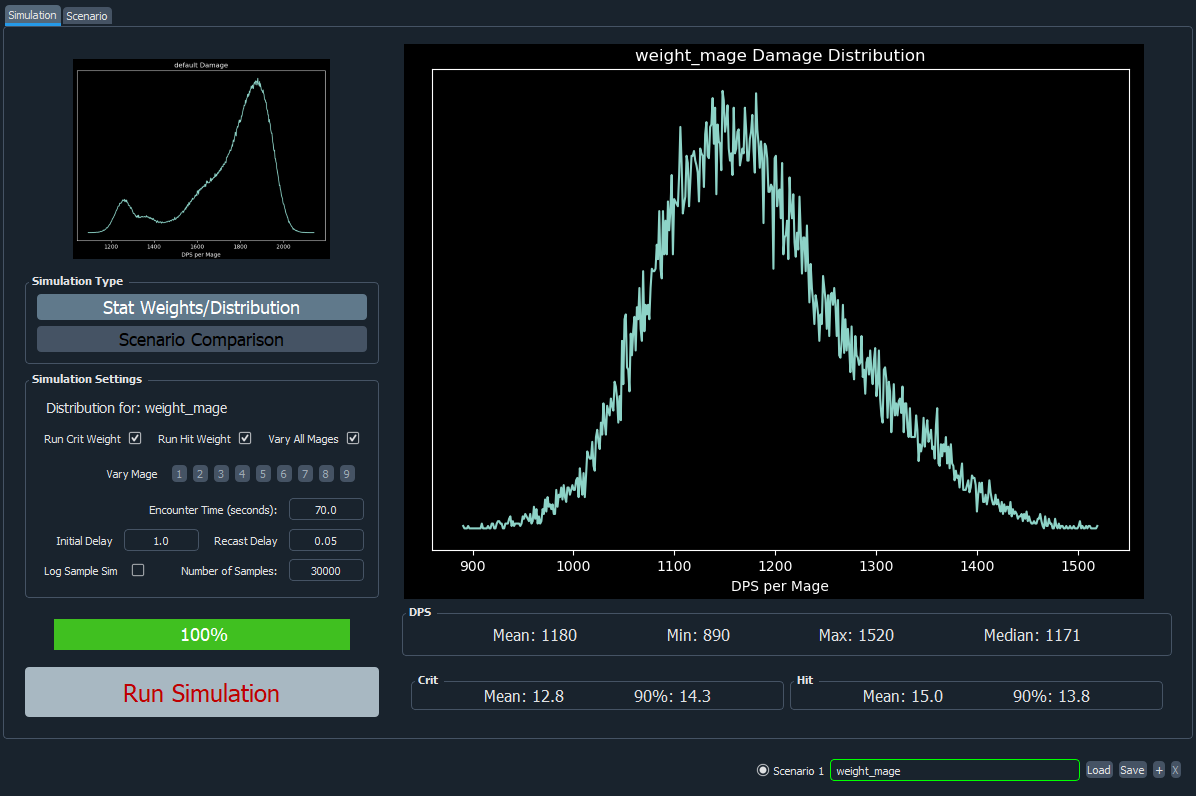 Simulation Scenario
default Damage
1200 1400 1600 1800 2000
DPS per Mage
Simulation Type
Stat Weights/Distribution
Scenario Comparison
Simulation Settings
Distribution for: weight_mage
Run Crit Weight Run Hit Weight Vary All Mages
Vary Mage 1 2 3 4 5 6 7 8 9
Encounter Time (seconds): 70.0
Initial Delay 1.0 Recast Delay 0.05
Log Sample Sim Number of Samples: 30000
100%
Run Simulation
weight_mage Damage Distribution
900 1000 1100 1200 1300 1400 1500
DPS per Mage
DPS
Mean: 1180 Min: 890 Max: 1520 Median: 1171
Crit
Mean: 12.8 90%: 14.3
Hit
Mean: 15.0 90%: 13.8
Scenario 1 weight_mage Load Save + X